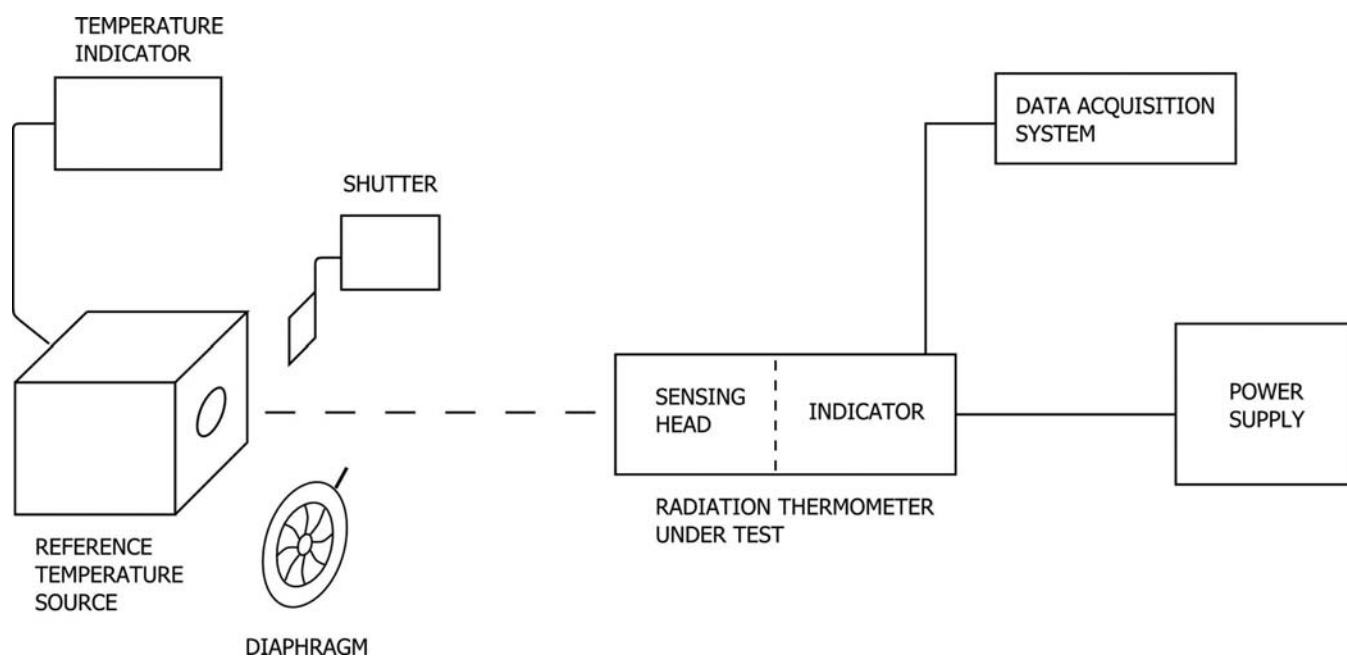 TEMPERATURE
INDICATOR
DATA ACQUISITION
SYSTEM
SHUTTER
SENSING
HEAD
INDICATOR
POWER
SUPPLY
RADIATION THERMOMETER
UNDER TEST
REFERENCE
TEMPERATURE
SOURCE
DIAPHRAGM